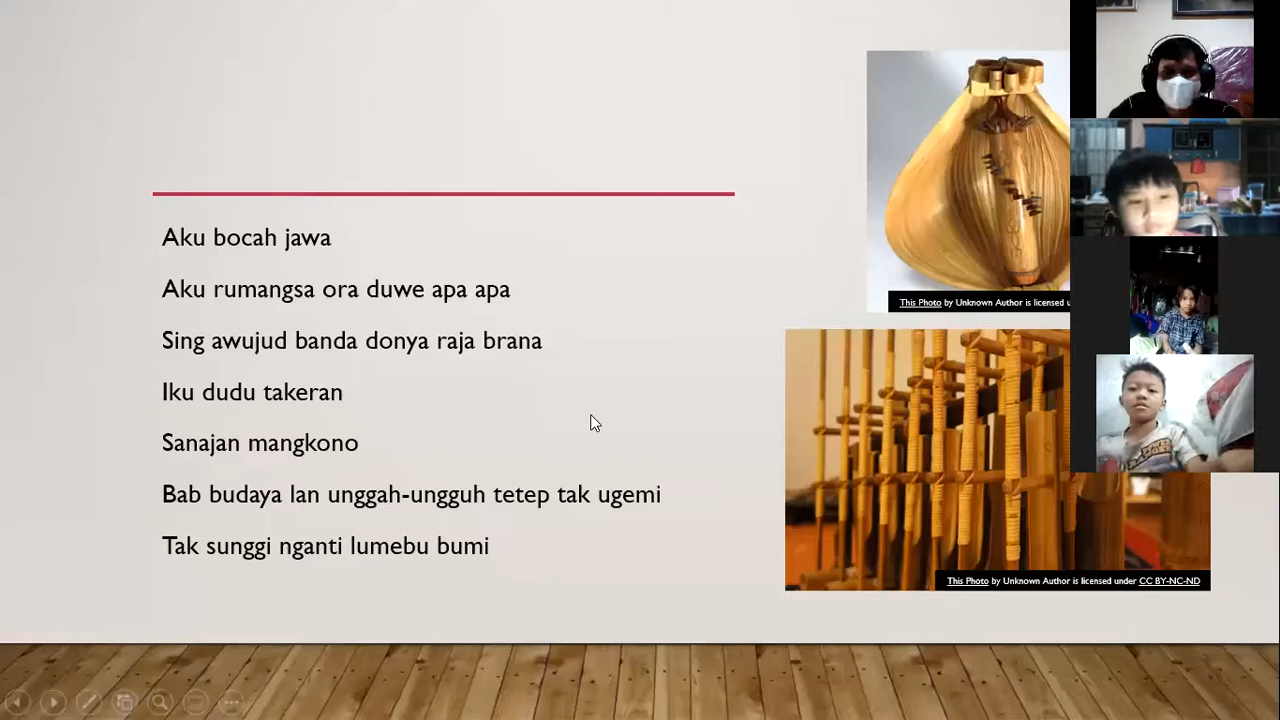 Aku bocah jawa
Aku rumangsa ora duwe apa apa
Sing awujud banda donya raja brana
Iku dudu takeran
Sanajan mangkono
Bab budaya lan unggah-ungguh tetep tak ugemi
Tak sunggi nganti lumebu bumi
This Photo by Unknown Author is licensed
This Photo by Unknown Author is licensed under CC BY-NC-ND